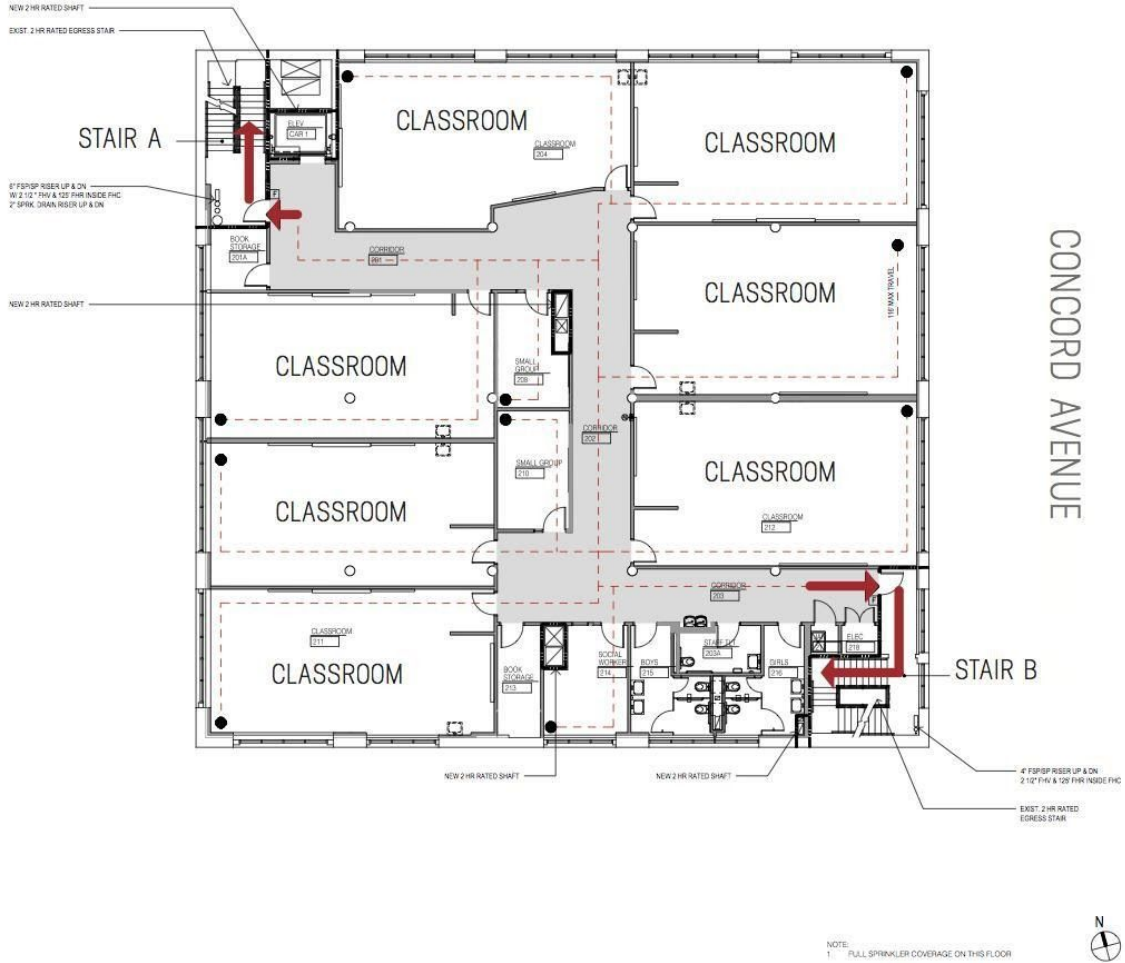 NEW 2 HR RATED SHAFT
EXIST. 2 HR RATED EGRESS STAIR
STAIR A
ELEV
CAR 1
CLASSROOM
CLASSROOM
204
CLASSROOM
6" FSP/SP RISER UP & DN
W/ 2 1/2" FHV & 125' FHR INSIDE FHC
2" SPRK. DRAIN RISER UP & DN
BOOK
STORAGE
201A
CORRIDOR
201
NEW 2 HR RATED SHAFT
CLASSROOM
116' MAX TRAVEL
CONCORD AVENUE
CLASSROOM
SMALL
GROUP
CORRIDOR
202
SMALL GROUP
210
CLASSROOM
CLASSROOM
212
CLASSROOM
CORRIDOR
203
CLASSROOM
211
CLASSROOM
BOOK
STORAGE
213
SOCIAL
WORKER
214
BOYS
215
203A
GIRLS
216
ELEC
218
STAIR B
NEW 2 HR RATED SHAFT
NEW 2 HR RATED SHAFT
4" FSP/SP RISER UP & DN
2 1/2" FHV & 125' FHR INSIDE FHC
EXIST. 2 HR RATED
EGRESS STAIR
N
NOTE:
1. FULL SPRINKLER COVERAGE ON THIS FLOOR